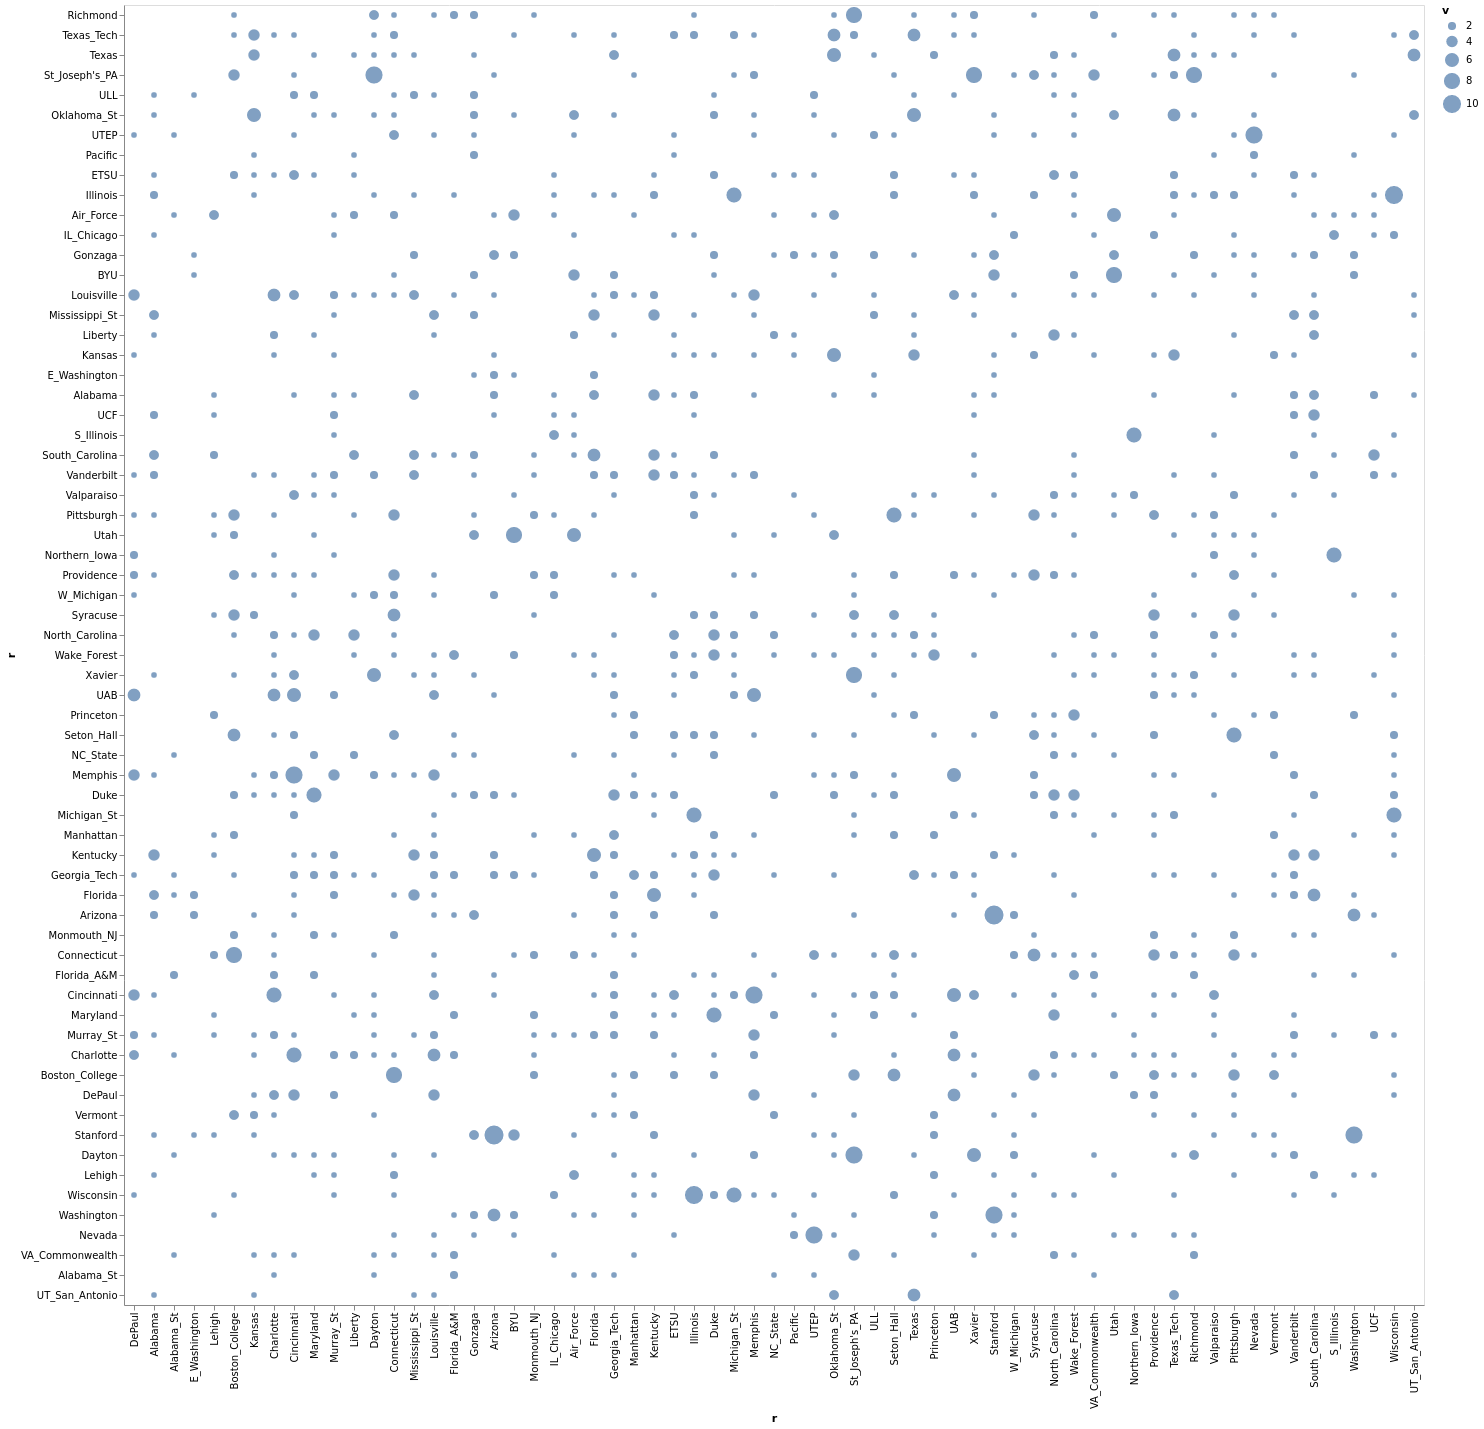 Richmond
Texas_Tech
Texas
St_Joseph's_PA
ULL
Oklahoma_St
UTEP
Pacific
ETSU
Illinois
Air_Force
IL_Chicago
Gonzaga
BYU
Louisville
Mississippi_St
Liberty
Kansas
E_Washington
Alabama
UCF
S_Illinois
South_Carolina
Vanderbilt
Valparaiso
Pittsburgh
Utah
Northern_Iowa
Providence
W_Michigan
Syracuse
North_Carolina
Wake_Forest
Xavier
UAB
Princeton
Seton_Hall
NC_State
Memphis
Duke
Michigan_St
Manhattan
Kentucky
Georgia_Tech
Florida
Arizona
Monmouth_NJ
Connecticut
Florida_A&M
Cincinnati
Maryland
Murray_St
Charlotte
Boston_College
DePaul
Vermont
Stanford
Dayton
Lehigh
Wisconsin
Washington
Nevada
VA_Commonwealth
Alabama_St
UT_San_Antonio
r
DePaul
Alabama
Alabama_St
E_Washington
Lehigh
Boston_College
Kansas
Charlotte
Cincinnati
Maryland
Murray_St
Liberty
Dayton
Connecticut
Mississippi_St
Louisville
Florida_A&M
Gonzaga
Arizona
BYU
Monmouth_NJ
IL_Chicago
Air_Force
Florida
Georgia_Tech
Manhattan
Kentucky
ETSU
Illinois
Duke
Michigan_St
Memphis
NC_State
Pacific
UTEP
Oklahoma_St
St_Joseph's_PA
ULL
Seton_Hall
Texas
Princeton
UAB
Xavier
Stanford
W_Michigan
Syracuse
North_Carolina
Wake_Forest
VA_Commonwealth
Utah
Northern_Iowa
Providence
Texas_Tech
Richmond
Valparaiso
Pittsburgh
Nevada
Vermont
Vanderbilt
South_Carolina
S_Illinois
Washington
UCF
Wisconsin
UT_San_Antonio
r
v
2
4
6
8
10